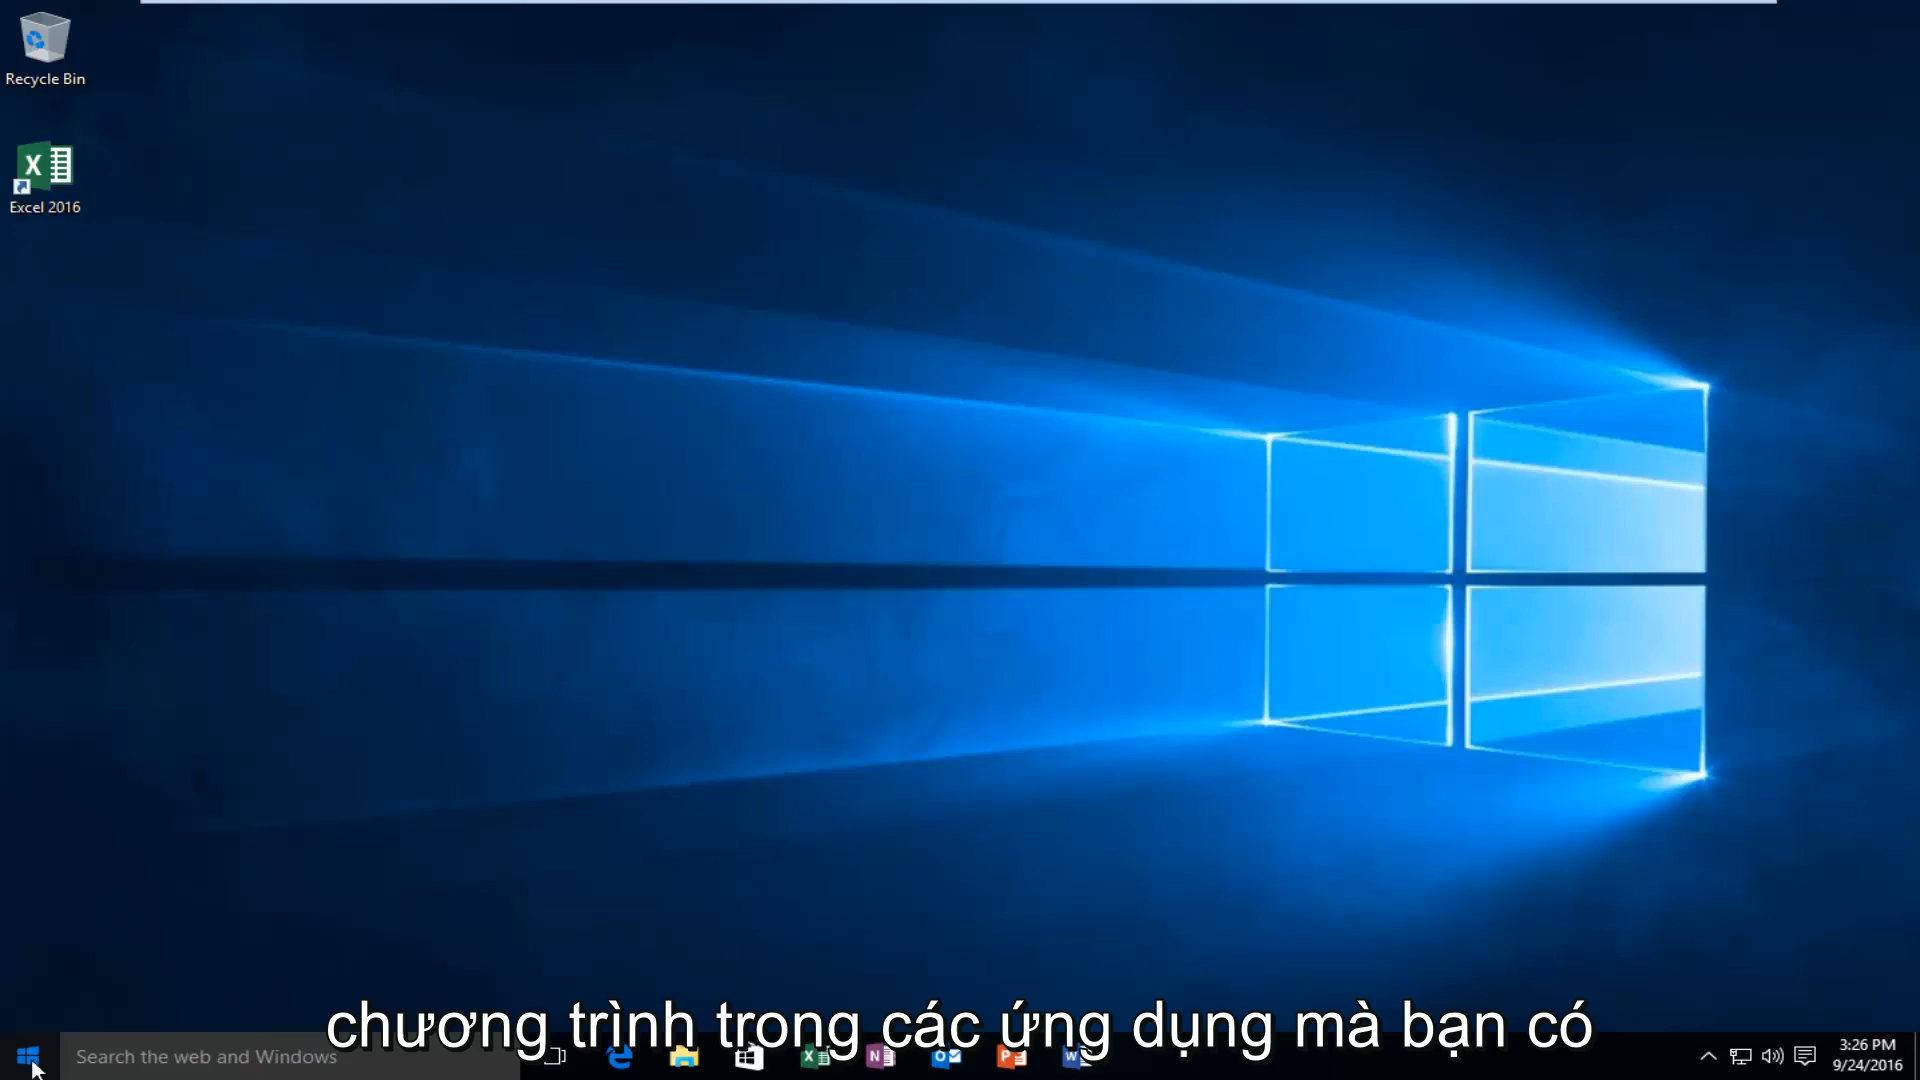 Recycle Bin
Excel 2016
chương trình trong các ứng dụng mà bạn có
Search the web and Windows
3:26 PM
9/24/2016